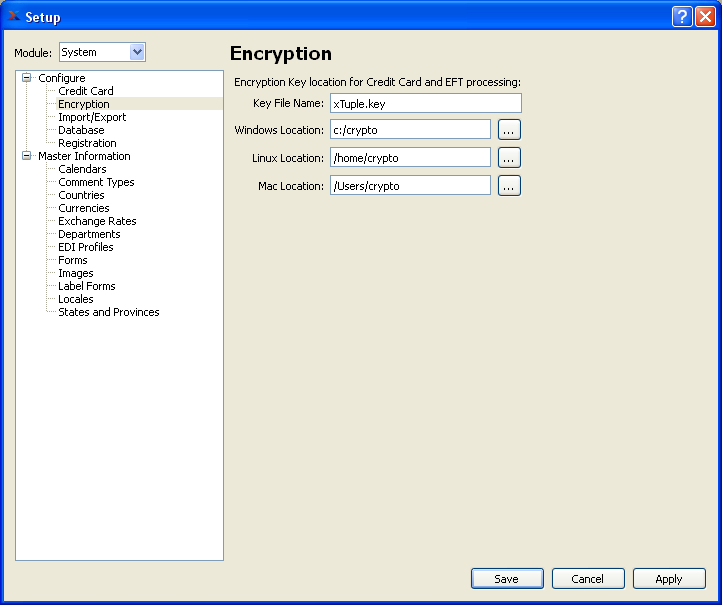 Setup
Module: System
Encryption
Configure
Credit Card
Encryption
Import/Export
Database
Registration
Master Information
Calendars
Comment Types
Countries
Currencies
Exchange Rates
Departments
EDI Profiles
Forms
Images
Label Forms
Locales
States and Provinces
Encryption Key location for Credit Card and EFT processing:
Key File Name: xTuple.key
Windows Location: c:/crypto ...
Linux Location: /home/crypto ...
Mac Location: /Users/crypto ...
Save Cancel Apply